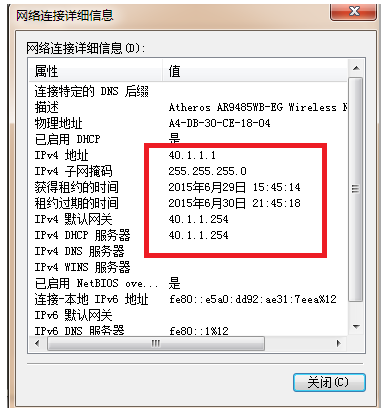 网络连接详细信息
网络连接详细信息(D):
属性 值
连接特定的 DNS 后缀
描述 Atheros AR9485WB-EG Wireless N
物理地址 A4-DB-30-CE-18-04
已启用 DHCP 是
IPv4 地址 40.1.1.1
IPv4 子网掩码 255.255.255.0
获得租约的时间 2015年6月29日 15:45:14
租约过期的时间 2015年6月30日 21:45:18
IPv4 默认网关 40.1.1.254
IPv4 DHCP 服务器 40.1.1.254
IPv4 DNS 服务器
IPv4 WINS 服务器
已启用 NetBIOS ove... 是
连接-本地 IPv6 地址 fe80::e5a0:dd92:ae31:7eea%12
IPv6 默认网关
IPv6 DNS 服务器 fe80::1%12
关闭(C)